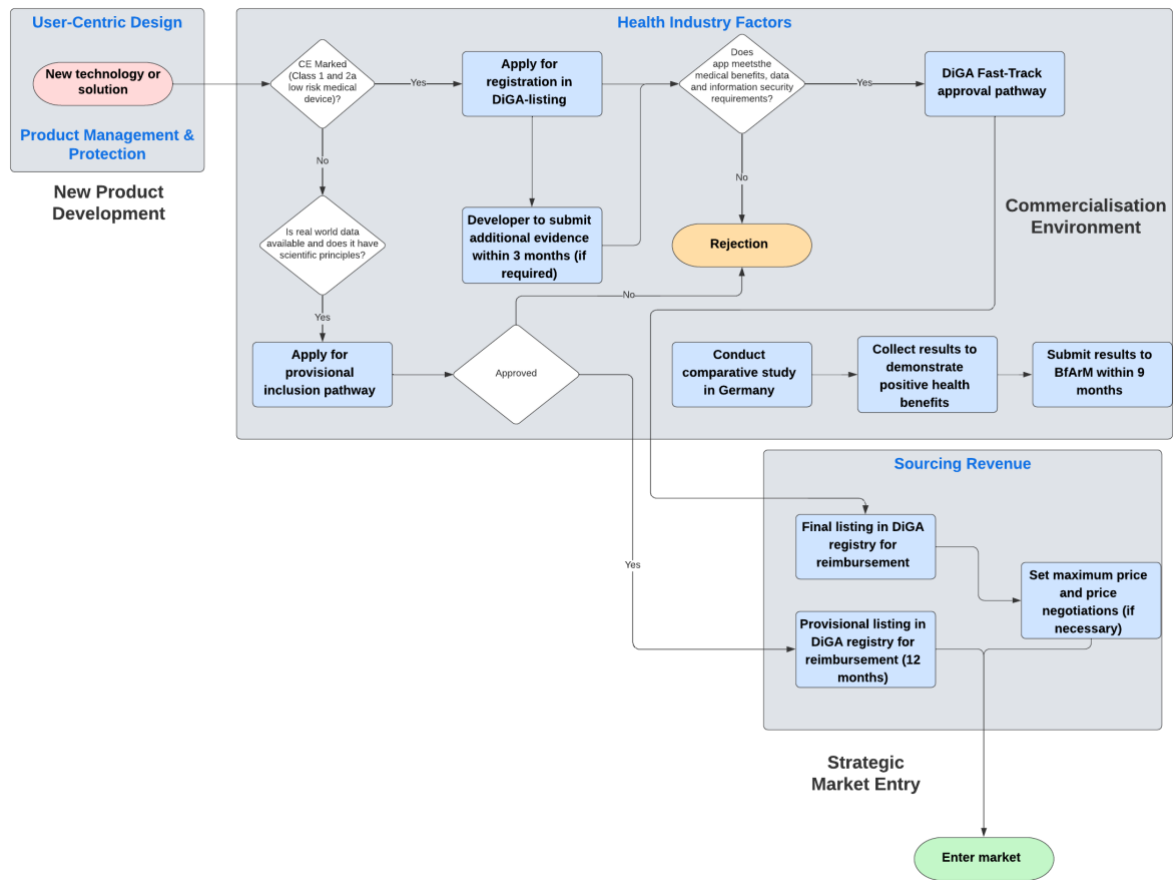 User-Centric Design
New technology or
solution
Product Management &
Protection
New Product
Development
Health Industry Factors
CE Marked
(Class 1 and 2a
low risk medical
device)?
Yes
Apply for
registration in
DiGA-listing
Does
app meetsthe
medical benefits, data
and information security
requirements?
Yes
DiGA Fast-Track
approval pathway
No
No
Commercialisation
Environment
Is real world data
available and does it have
scientific principles?
Developer to submit
additional evidence
within 3 months (if
required)
Rejection
No
Yes
Apply for
provisional
inclusion pathway
Approved
Conduct
comparative study
in Germany
Collect results to
demonstrate
positive health
benefits
Submit results to
BfArM within 9
months
Sourcing Revenue
Final listing in DiGA
registry for
reimbursement
Yes
Set maximum price
and price
negotiations (if
necessary)
Provisional listing in
DiGA registry for
reimbursement (12
months)
Strategic
Market Entry
Enter market